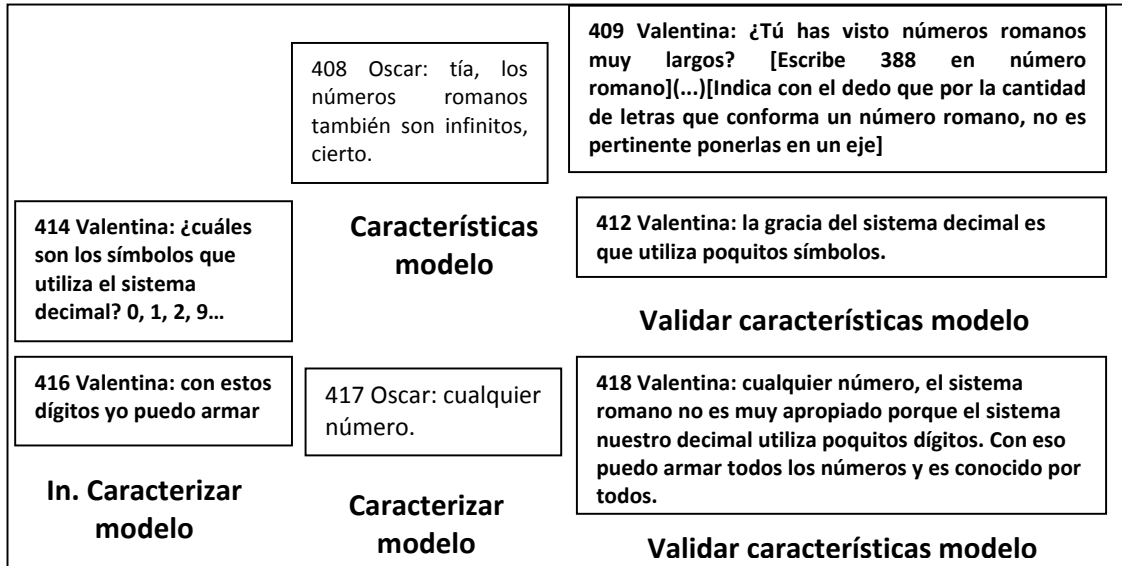 408 Oscar: tía, los
números romanos
también son infinitos,
cierto.
409 Valentina: ¿Tú has visto números romanos
muy largos? [Escribe 388 en número
romano](...)[Indica con el dedo que por la cantidad
de letras que conforma un número romano, no es
pertinente ponerlas en un eje]
414 Valentina: ¿cuáles
son los símbolos que
utiliza el sistema
decimal? 0, 1, 2, 9...
Características
modelo
412 Valentina: la gracia del sistema decimal es
que utiliza poquitos símbolos.
Validar características modelo
416 Valentina: con estos
dígitos yo puedo armar
417 Oscar: cualquier
número.
418 Valentina: cualquier número, el sistema
romano no es muy apropiado porque el sistema
nuestro decimal utiliza poquitos dígitos. Con eso
puedo armar todos los números y es conocido por
todos.
In. Caracterizar
modelo
Caracterizar
modelo
Validar características modelo